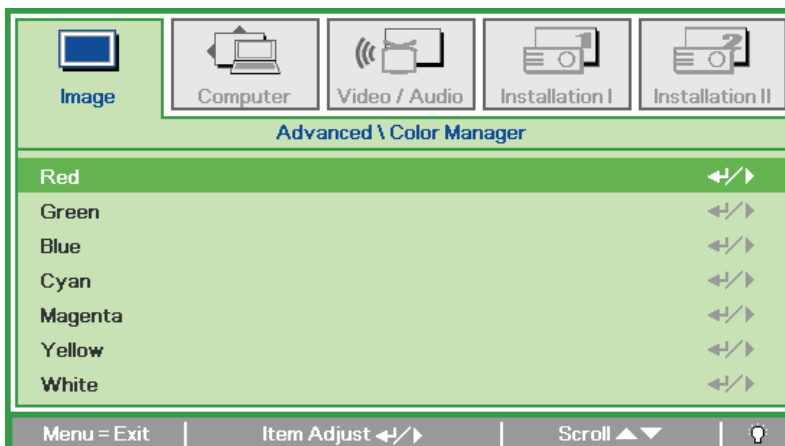 Image
Computer
Video / Audio
Installation I
Installation II
Advanced \ Color Manager
Red
Green
Blue
Cyan
Magenta
Yellow
White
Menu = Exit
Item Adjust
Scroll